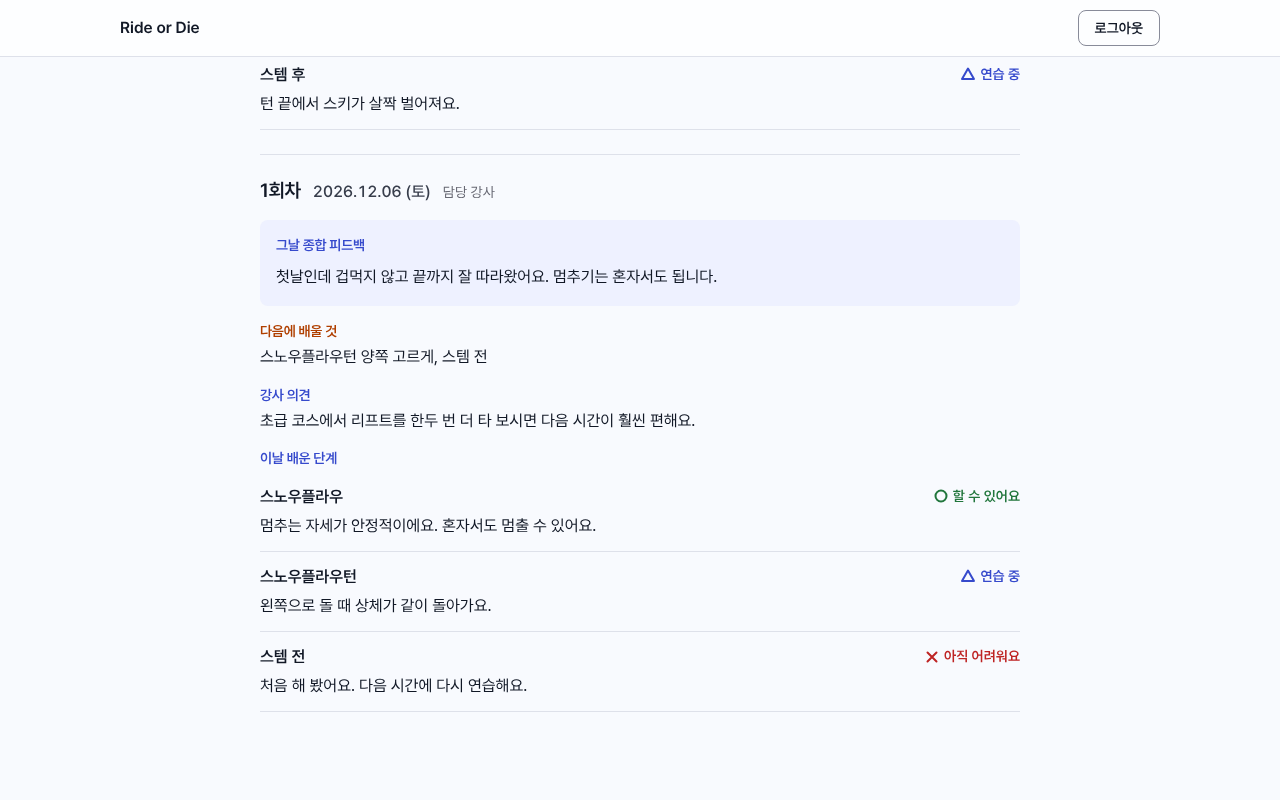 Ride or Die
로그아웃
스템 후
연습 중
턴 끝에서 스키가 살짝 벌어져요.
1회차 2026.12.06 (토) 담당 강사
그날 종합 피드백
첫날인데 겁먹지 않고 끝까지 잘 따라왔어요. 멈추기는 혼자서도 됩니다.
다음에 배울 것
스노우플라우턴 양쪽 고르게, 스템 전
강사 의견
초급 코스에서 리프트를 한두 번 더 타 보시면 다음 시간이 훨씬 편해요.
이날 배운 단계
스노우플라우
할 수 있어요
멈추는 자세가 안정적이에요. 혼자서도 멈출 수 있어요.
스노우플라우턴
연습 중
왼쪽으로 돌 때 상체가 같이 돌아가요.
스템 전
아직 어려워요
처음 해 봤어요. 다음 시간에 다시 연습해요.